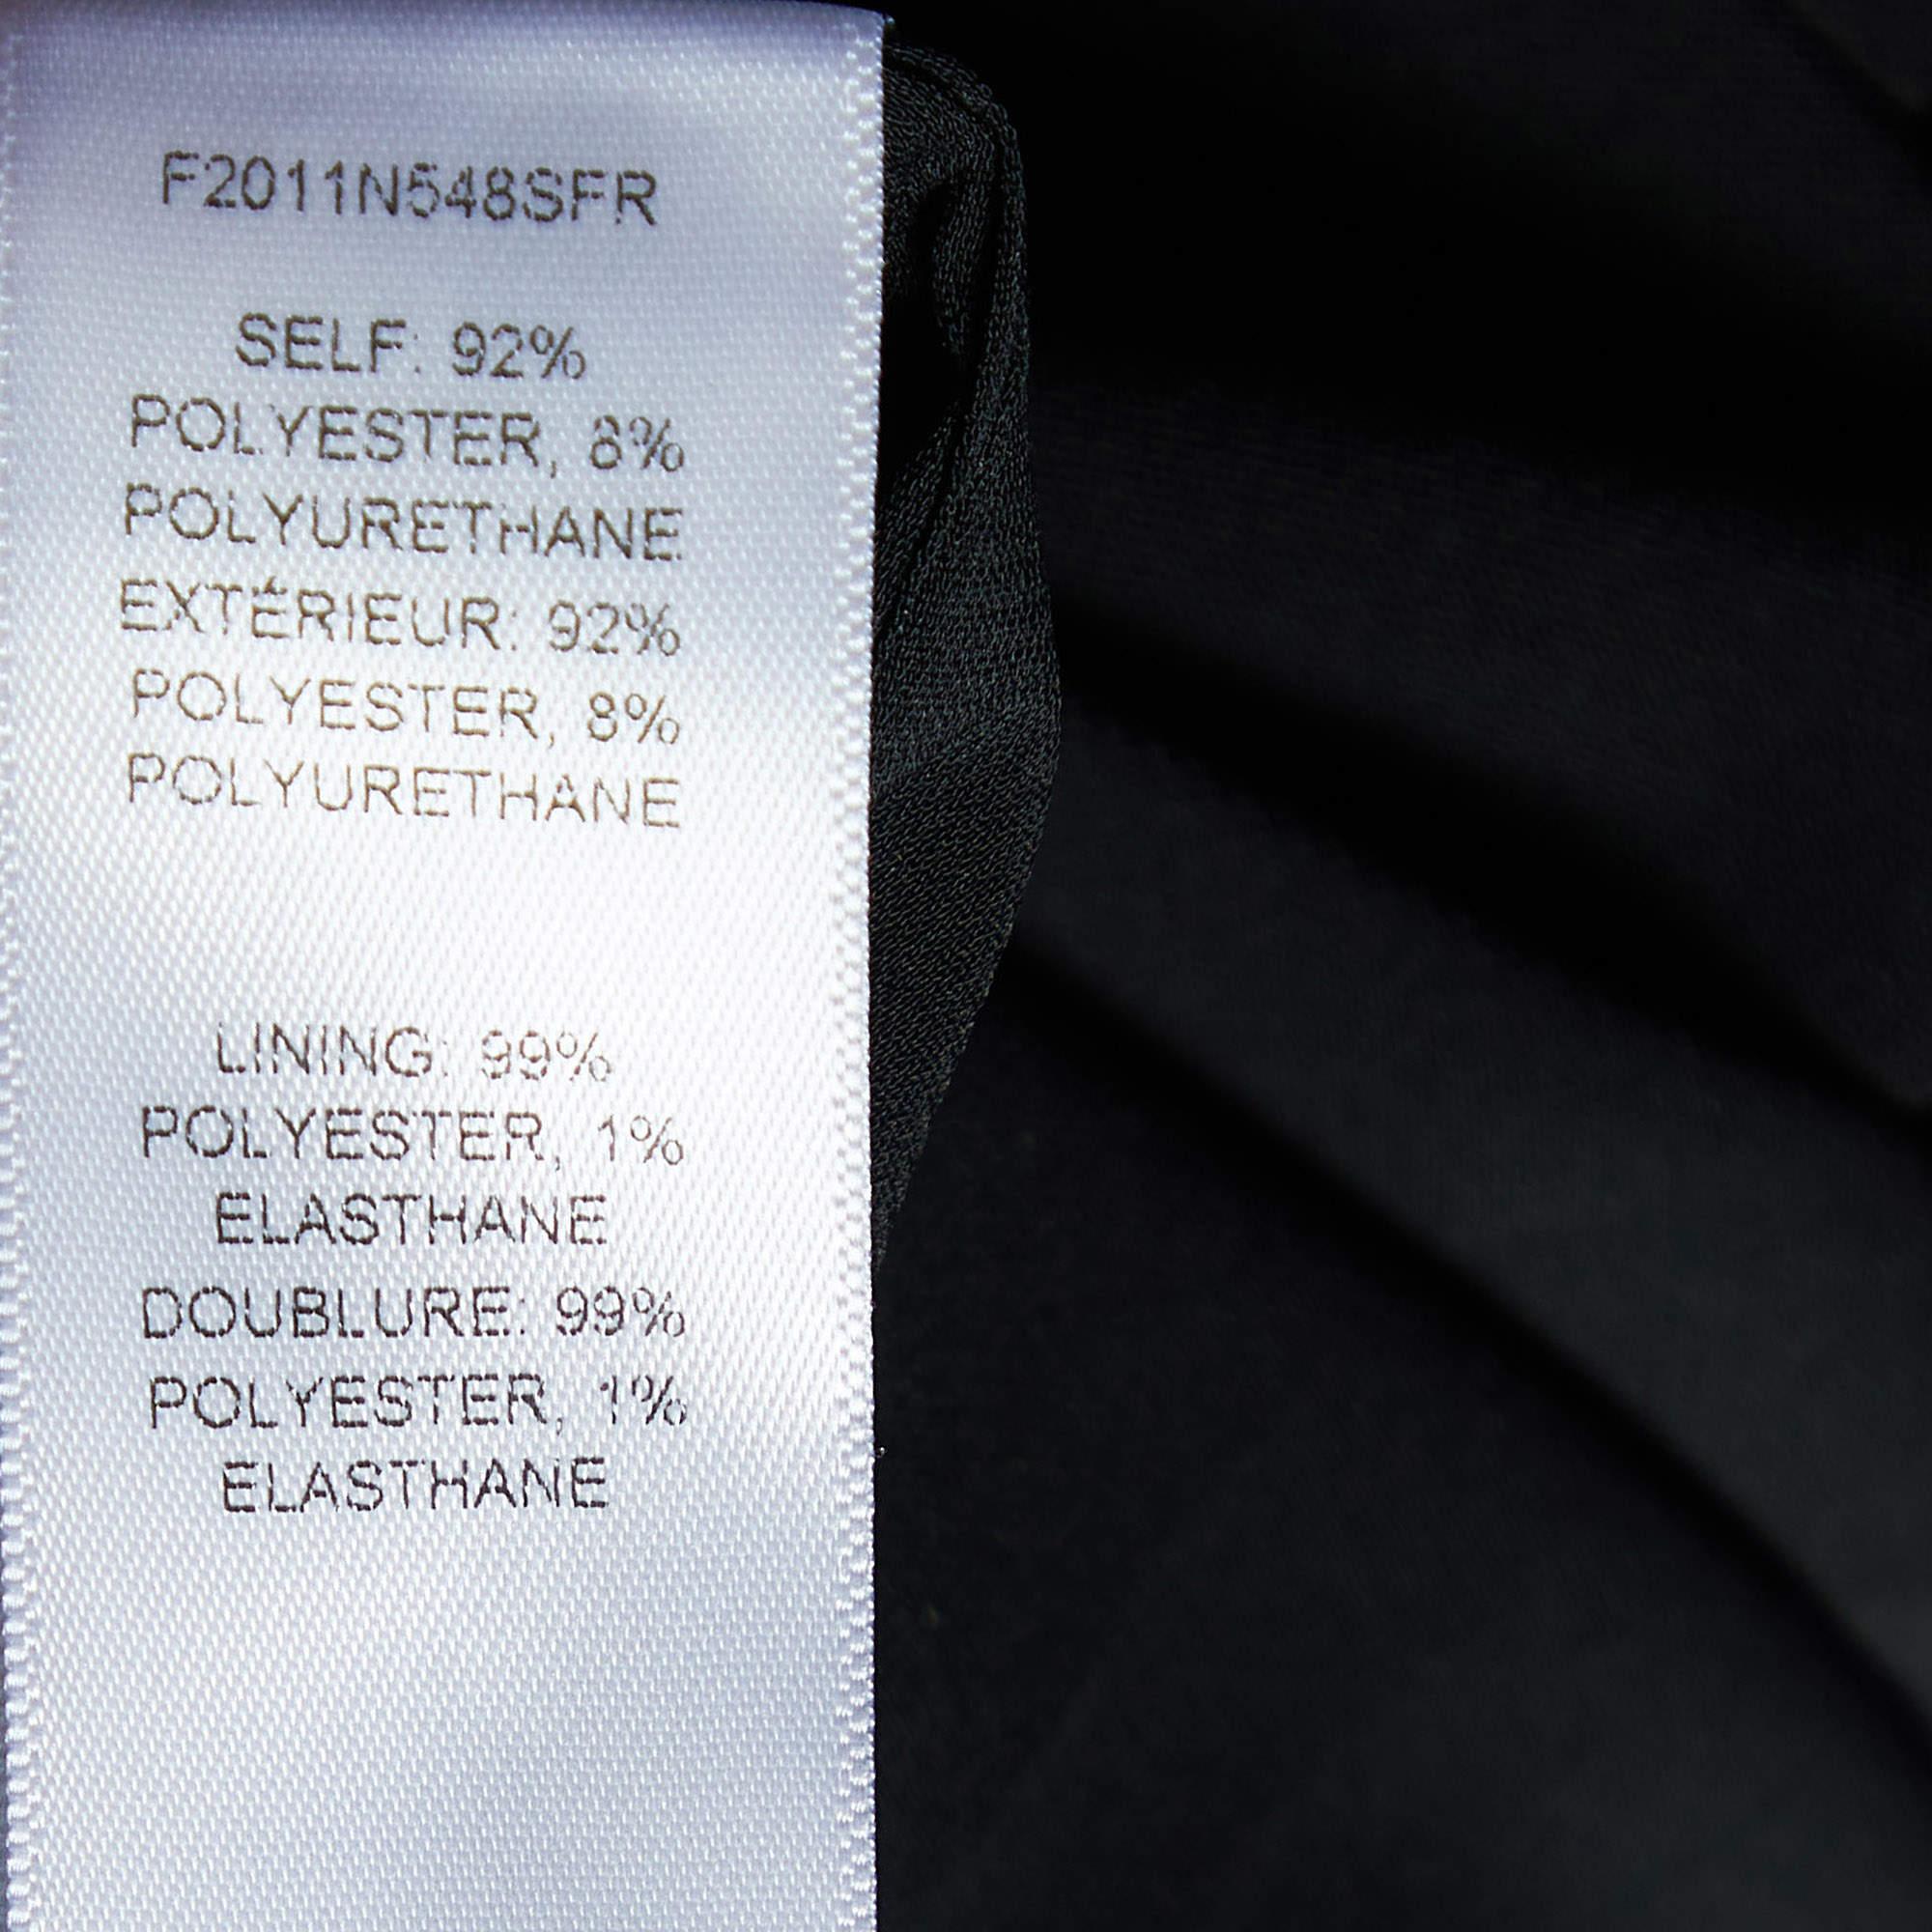 F2011N548SFR
SELF: 92%
POLYESTER, 8%
POLYURETHANE
EXTÉRIEUR: 92%
POLYESTER, 8%
POLYURETHANE
LINING: 99%
POLYESTER, 1%
ELASTHANE
DOUBLURE: 99%
POLYESTER, 1%
ELASTHANE